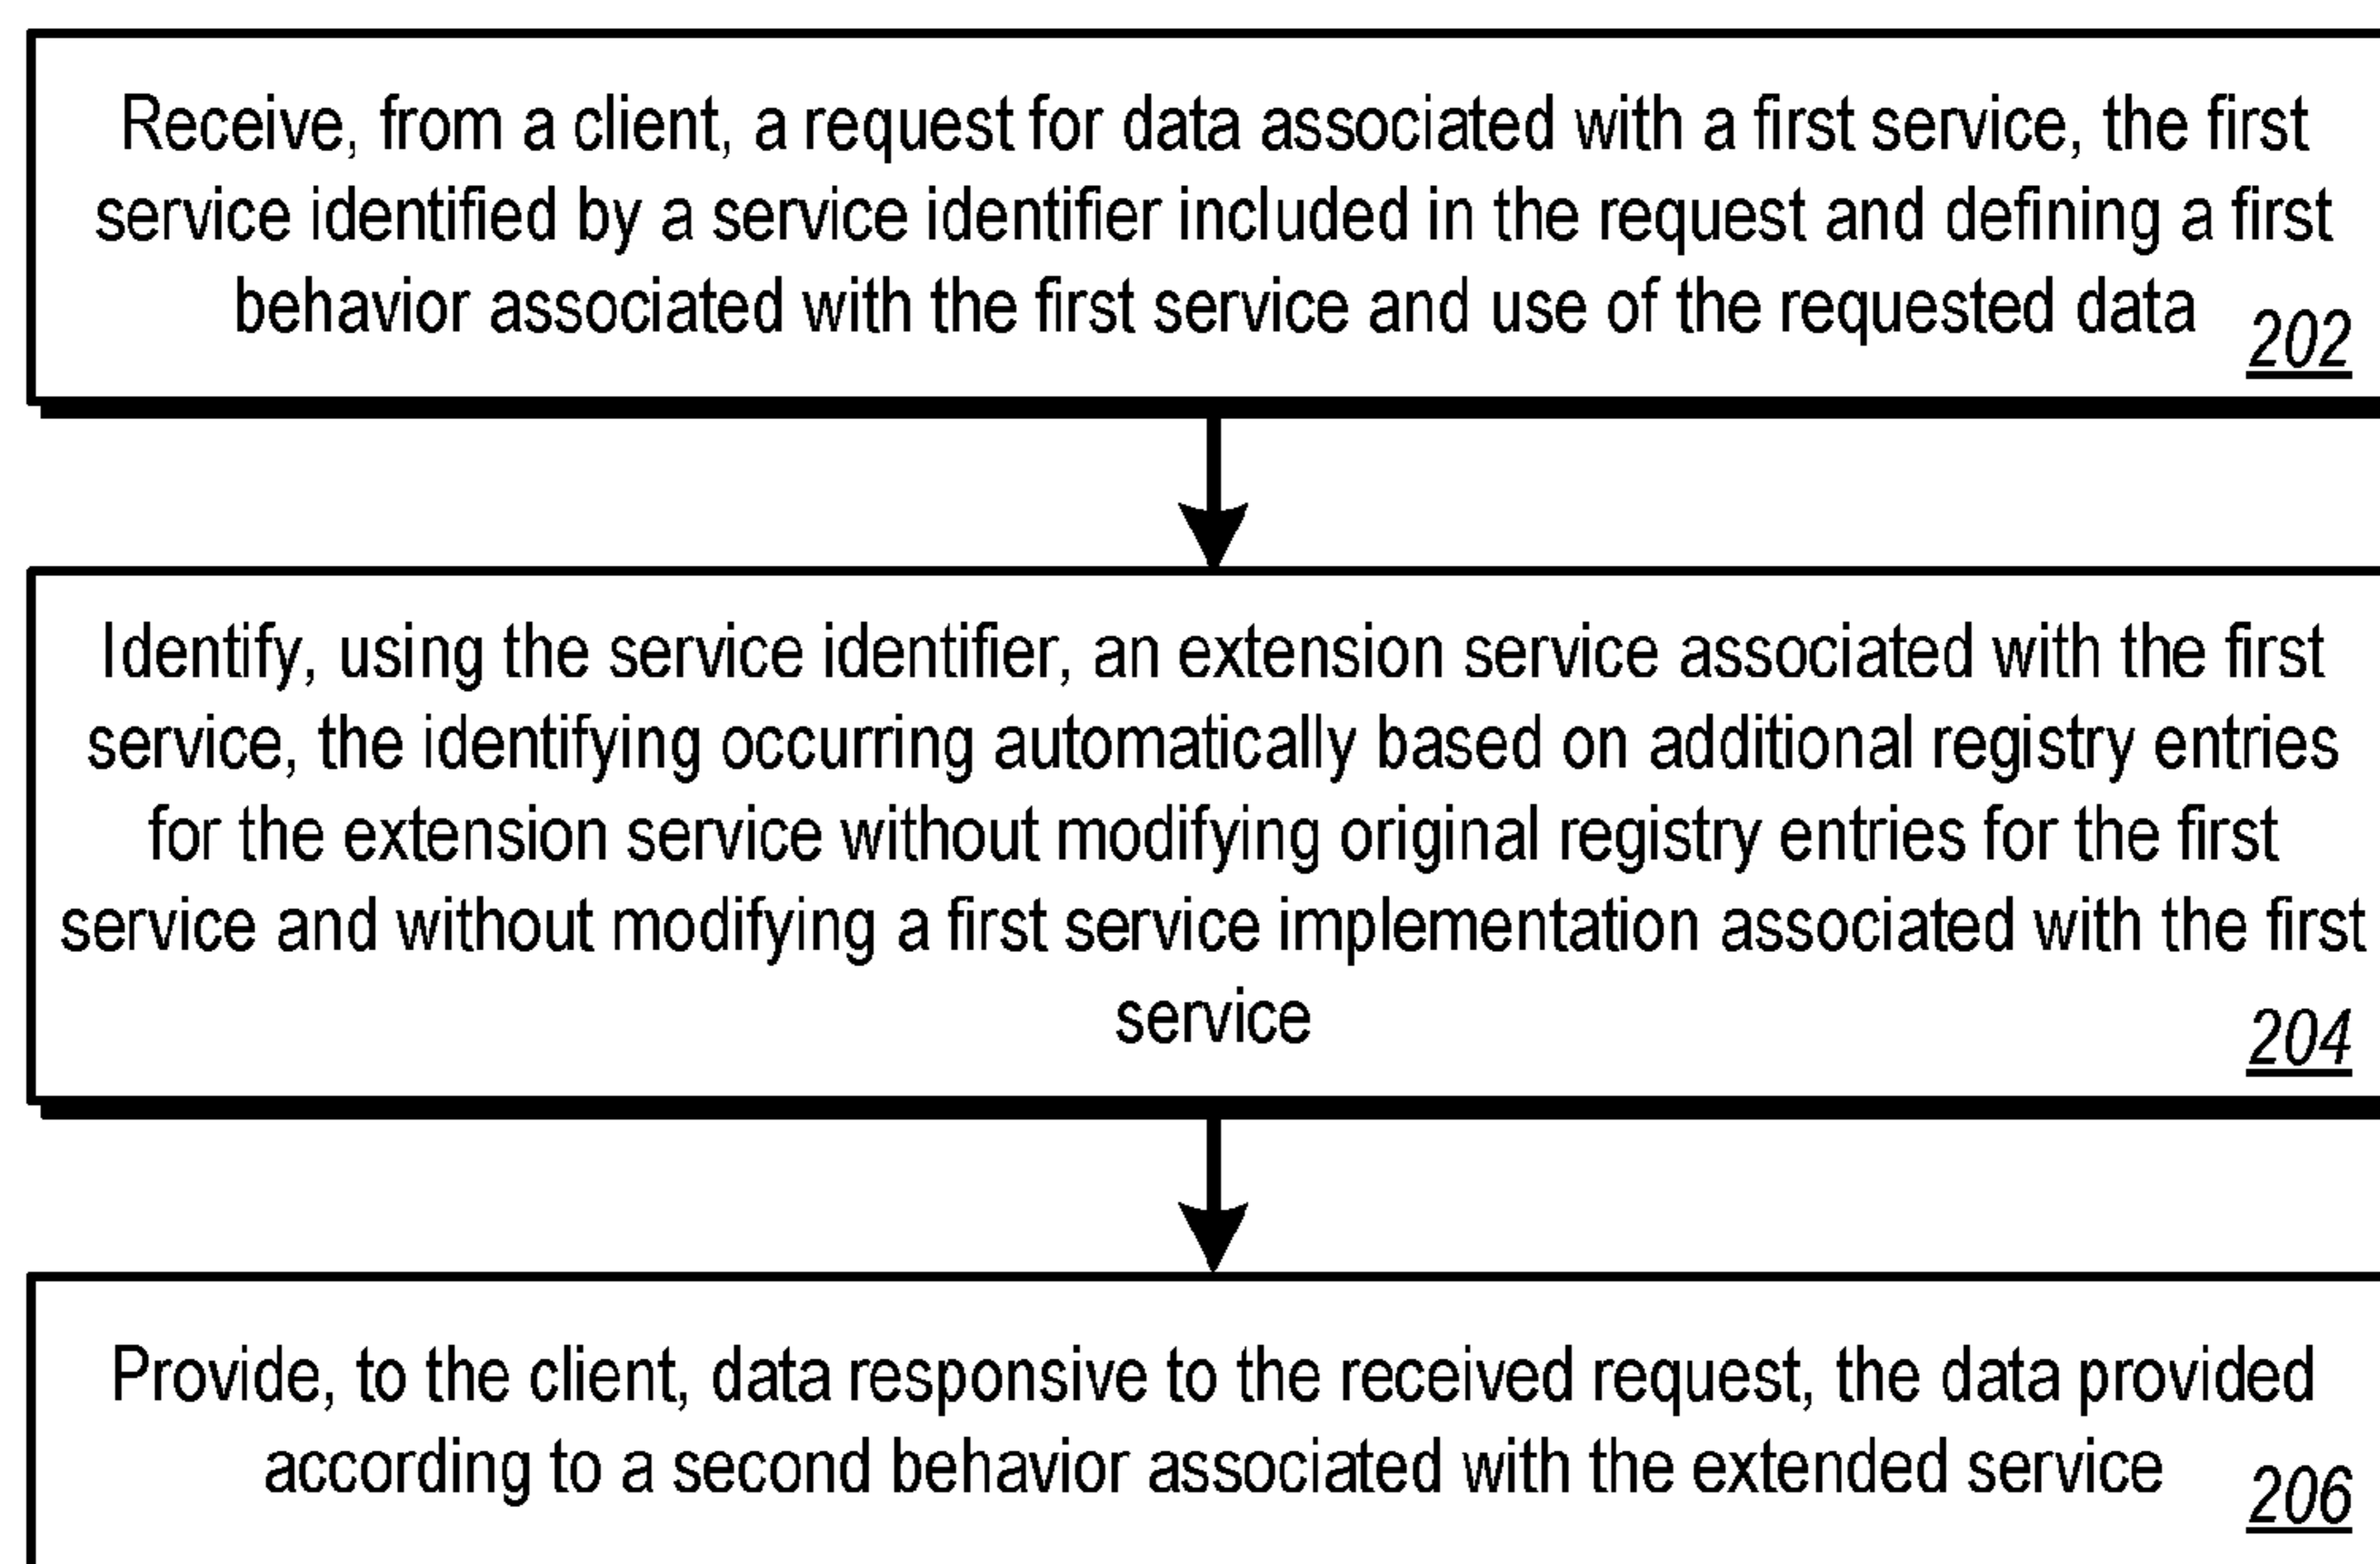 Receive, from a client, a request for data associated with a first service, the first
service identified by a service identifier included in the request and defining a first
behavior associated with the first service and use of the requested data
202
Identify, using the service identifier, an extension service associated with the first
service, the identifying occurring automatically based on additional registry entries
for the extension service without modifying original registry entries for the first
service and without modifying a first service implementation associated with the first
service
204
Provide, to the client, data responsive to the received request, the data provided
according to a second behavior associated with the extended service
206